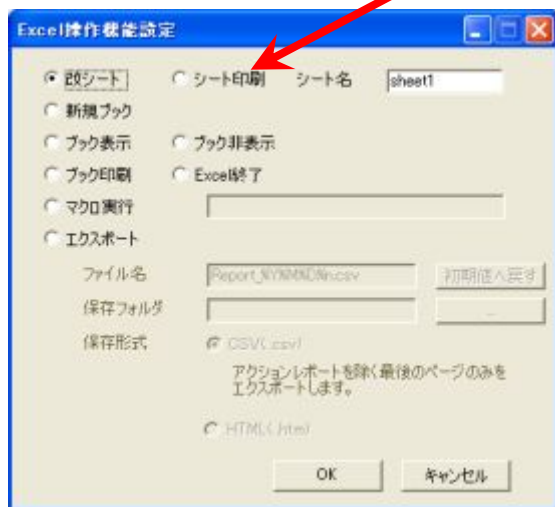 Excel操作機能設定
改シート シート印刷 シート名 sheet1
新規ブック
ブック表示 ブック非表示
ブック印刷 Excel終了
マクロ実行
エクスポート
ファイル名 初期値へ戻す
保存フォルダ ...
保存形式 CSV(.csv)
アクションレポートを除く最後のページのみを
エクスポートします。
HTML(.htm)
OK キャンセル